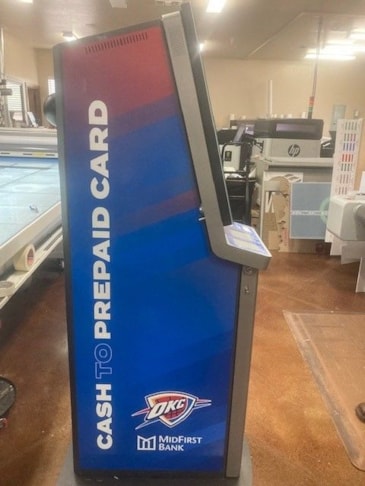 CASH TO PREPAID CARD
OKC
MIDFIRST
BANK
hp